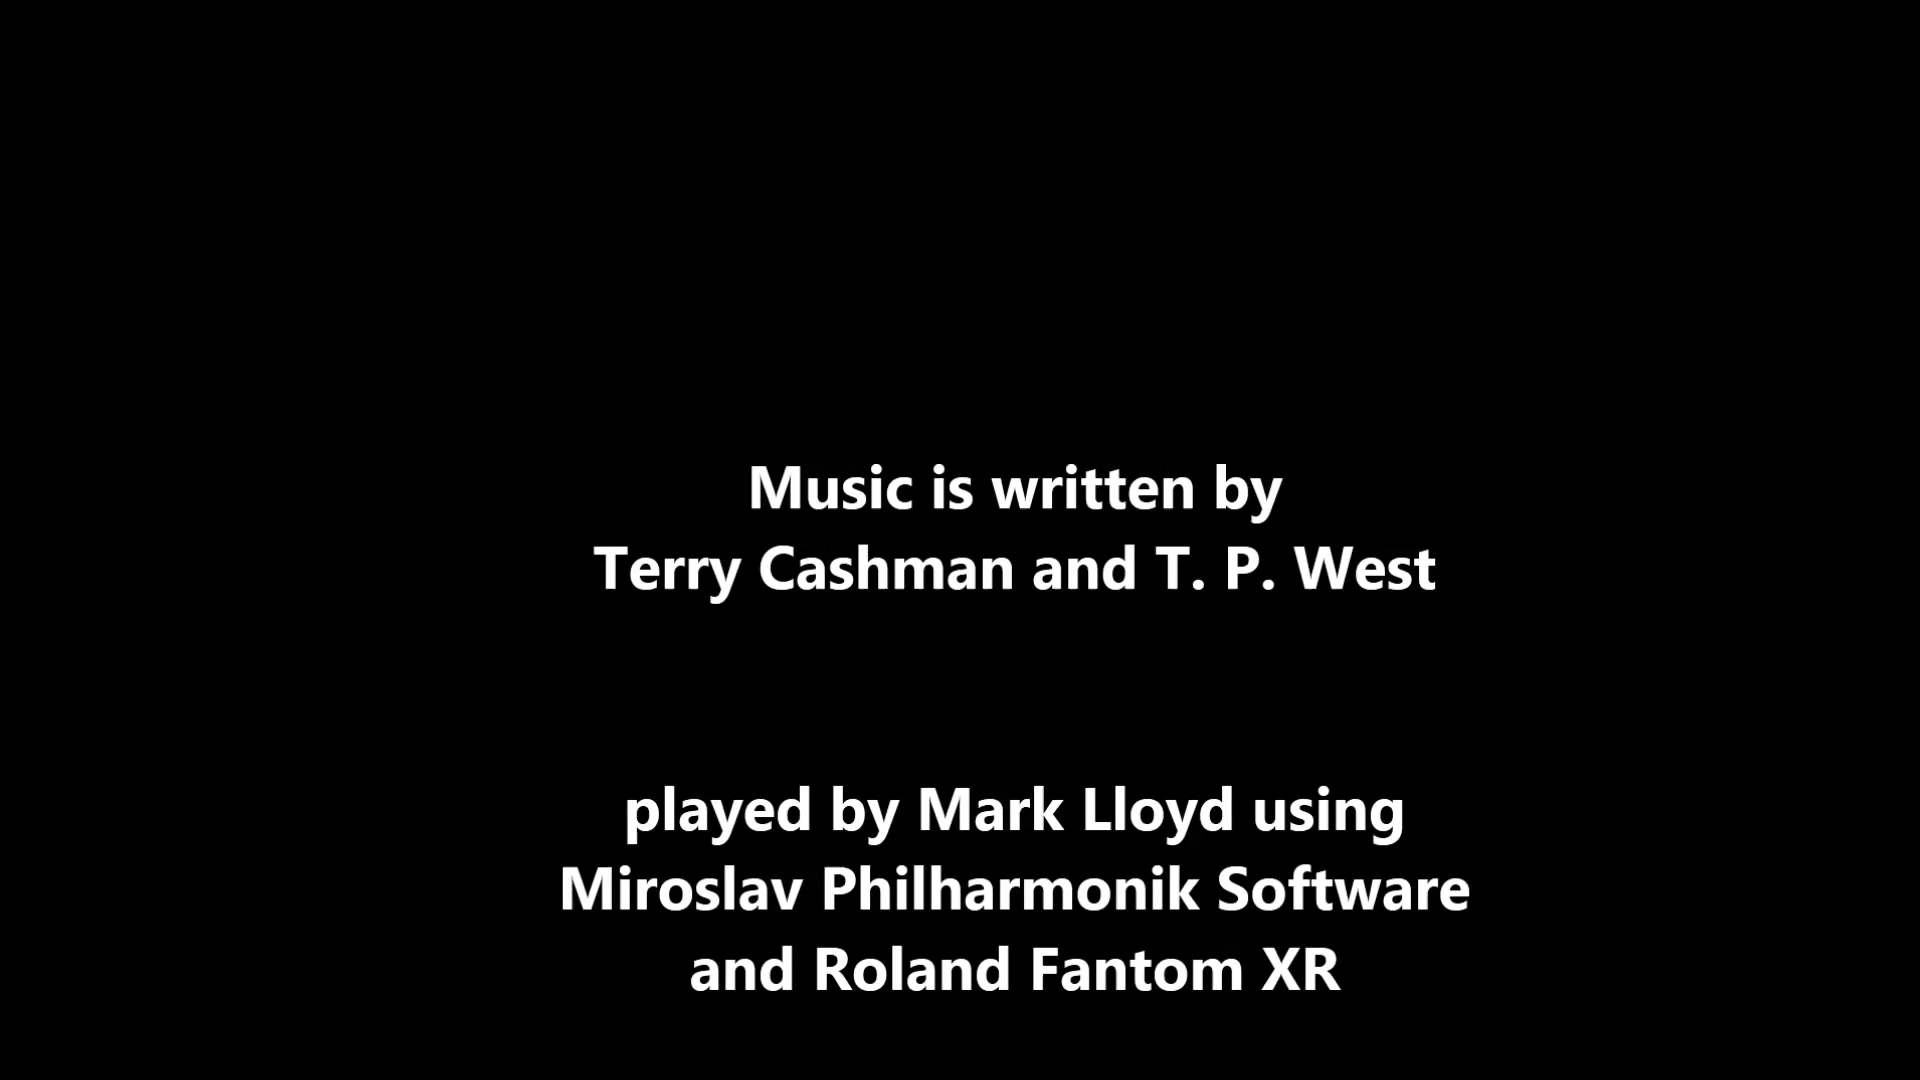 Music is written by
Terry Cashman and T. P. West
played by Mark Lloyd using
Miroslav Philharmonik Software
and Roland Fantom XR